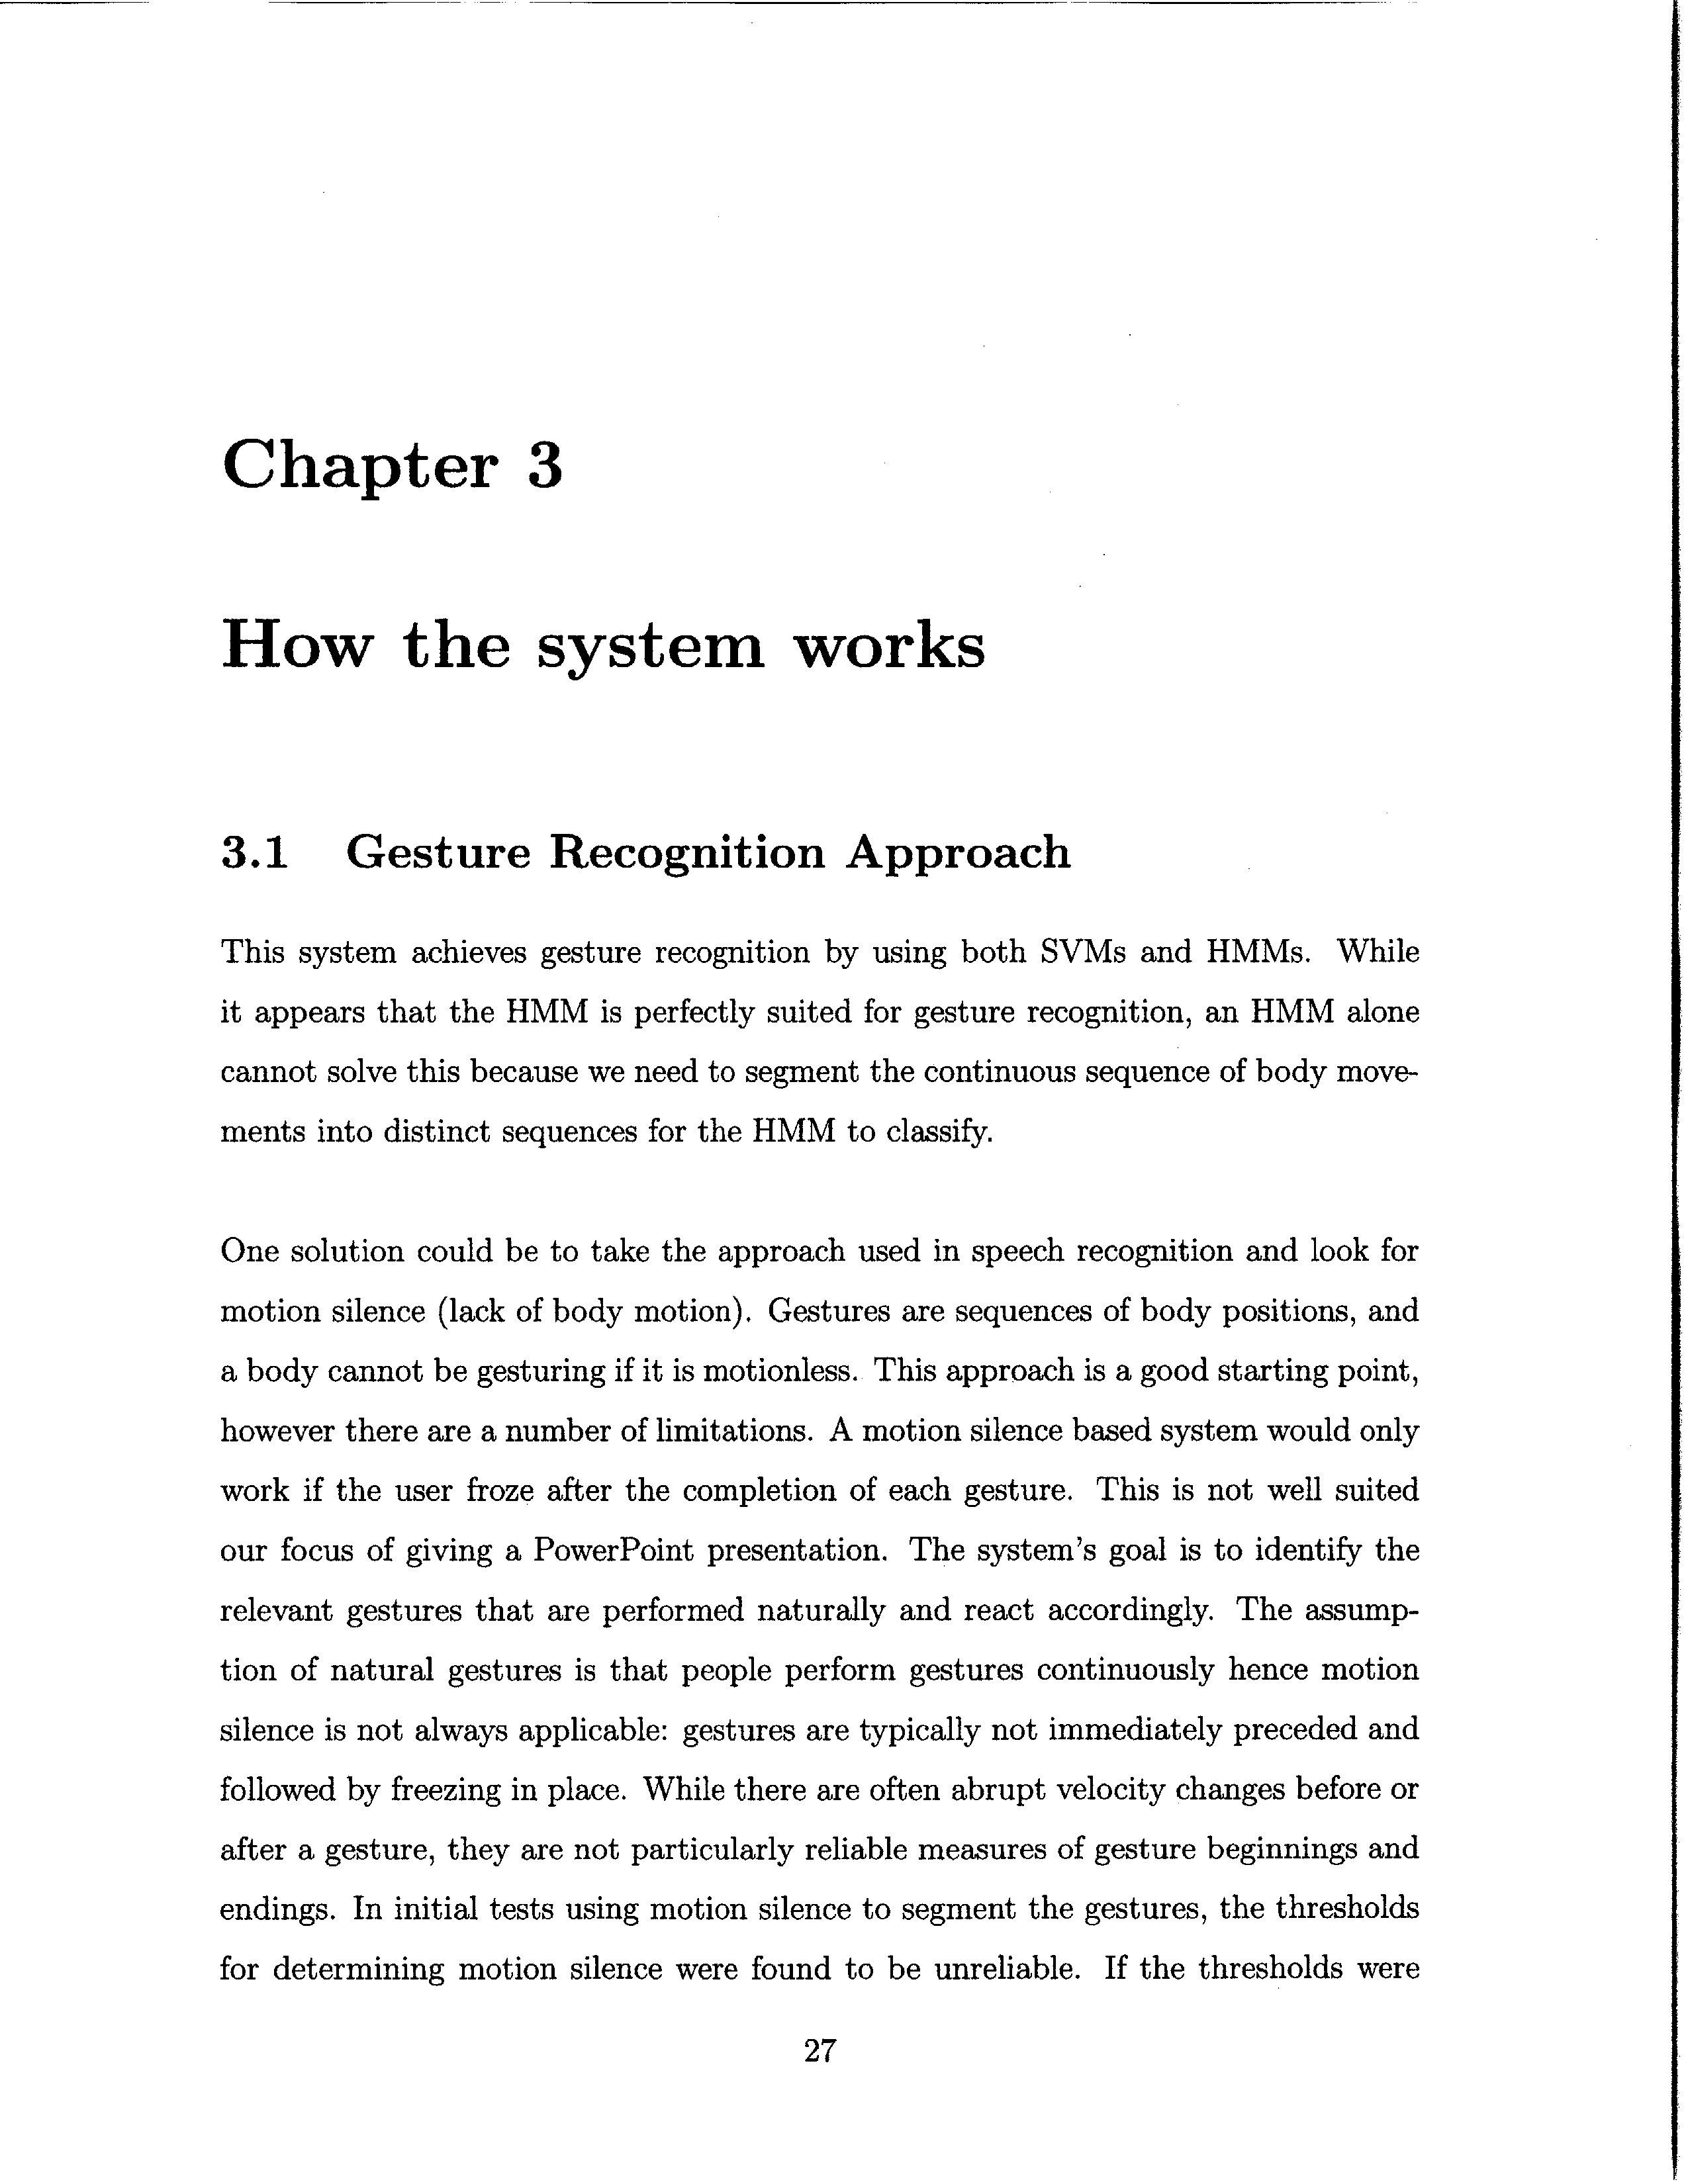 Chapter 3
How the system works
3.1 Gesture Recognition Approach
This system achieves gesture recognition by using both SVMs and HMMs. While
it appears that the HMM is perfectly suited for gesture recognition, an HMM alone
cannot solve this because we need to segment the continuous sequence of body move-
ments into distinct sequences for the HMM to classify.
One solution could be to take the approach used in speech recognition and look for
motion silence (lack of body motion). Gestures are sequences of body positions, and
a body cannot be gesturing if it is motionless. This approach is a good starting point,
however there are a number of limitations. A motion silence based system would only
work if the user froze after the completion of each gesture. This is not well suited
our focus of giving a PowerPoint presentation. The system's goal is to identify the
relevant gestures that are performed naturally and react accordingly. The assump-
tion of natural gestures is that people perform gestures continuously hence motion
silence is not always applicable: gestures are typically not immediately preceded and
followed by freezing in place. While there are often abrupt velocity changes before or
after a gesture, they are not particularly reliable measures of gesture beginnings and
endings. In initial tests using motion silence to segment the gestures, the thresholds
for determining motion silence were found to be unreliable. If the thresholds were
27